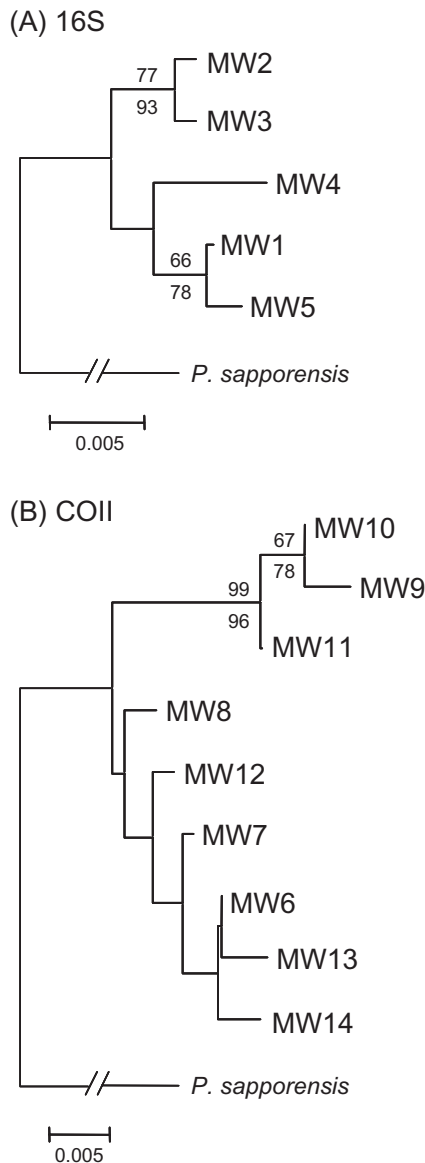 (A) 16S
77
MW2
93
MW3
MW4
MW1
66
78
MW5
P. sapporensis
0.005
(B) COII
MW10
67
78
MW9
99
96
MW11
MW8
MW12
MW7
MW6
MW13
MW14
P. sapporensis
0.005